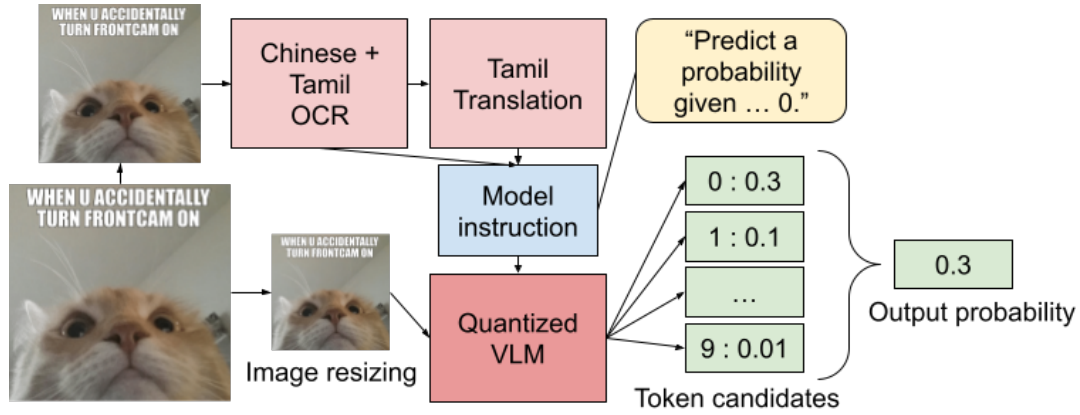 WHEN U ACCIDENTALLY
TURN FRONTCAM ON
Chinese +
Tamil
OCR
Tamil
Translation
“Predict a
probability
given … 0.”
WHEN U ACCIDENTALLY
TURN FRONTCAM ON
Model
instruction
0 : 0.3
1 : 0.1
…
9 : 0.01
WHEN U ACCIDENTALLY
TURN FRONTCAM ON
Image resizing
Quantized
VLM
Token candidates
0.3
Output probability